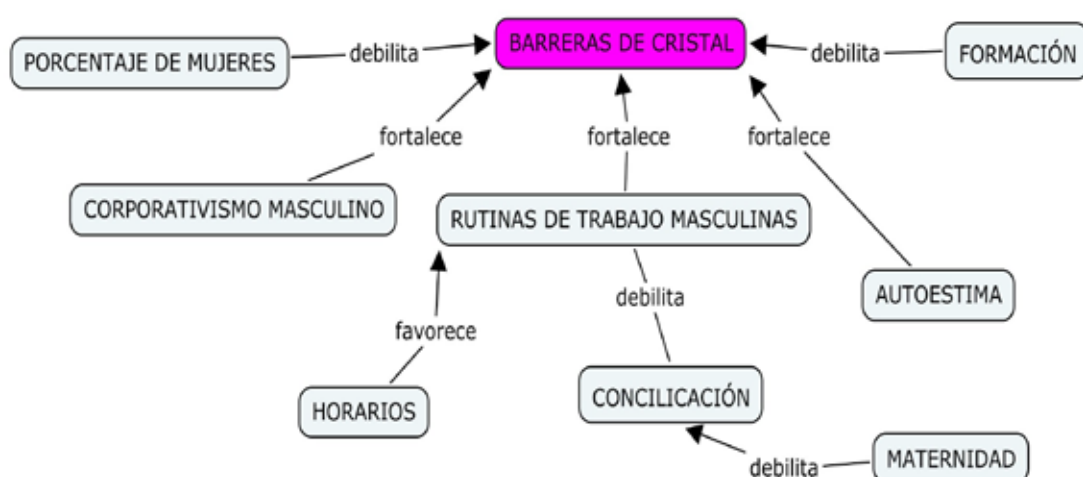 BARRERAS DE CRISTAL
PORCENTAJE DE MUJERES
debilita
debilita
FORMACIÓN
fortalece
fortalece
fortalece
CORPORATIVISMO MASCULINO
RUTINAS DE TRABAJO MASCULINAS
debilita
AUTOESTIMA
favorece
HORARIOS
CONCILICACIÓN
debilita
MATERNIDAD